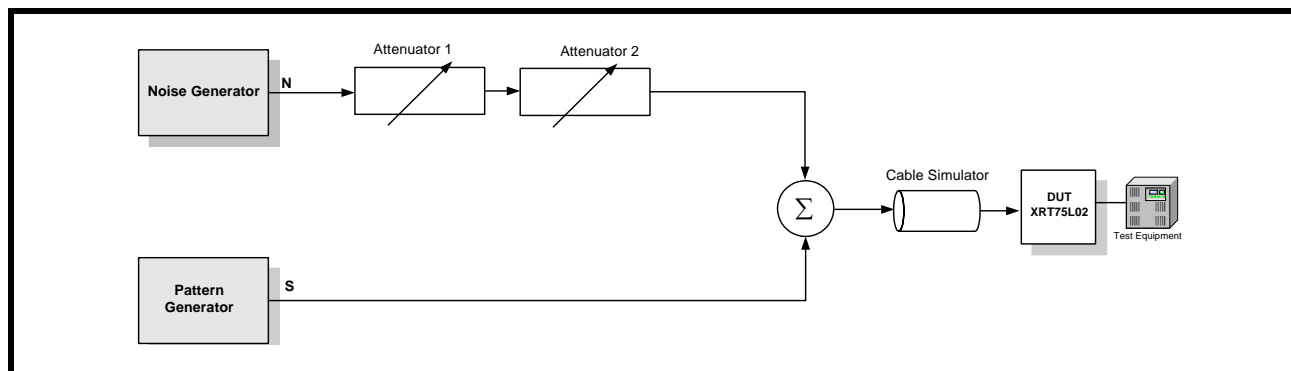 Attenuator 1
Attenuator 2
Noise Generator
N
Cable Simulator
Σ
DUT
XRT75L02
Test Equipment
Pattern
Generator
S